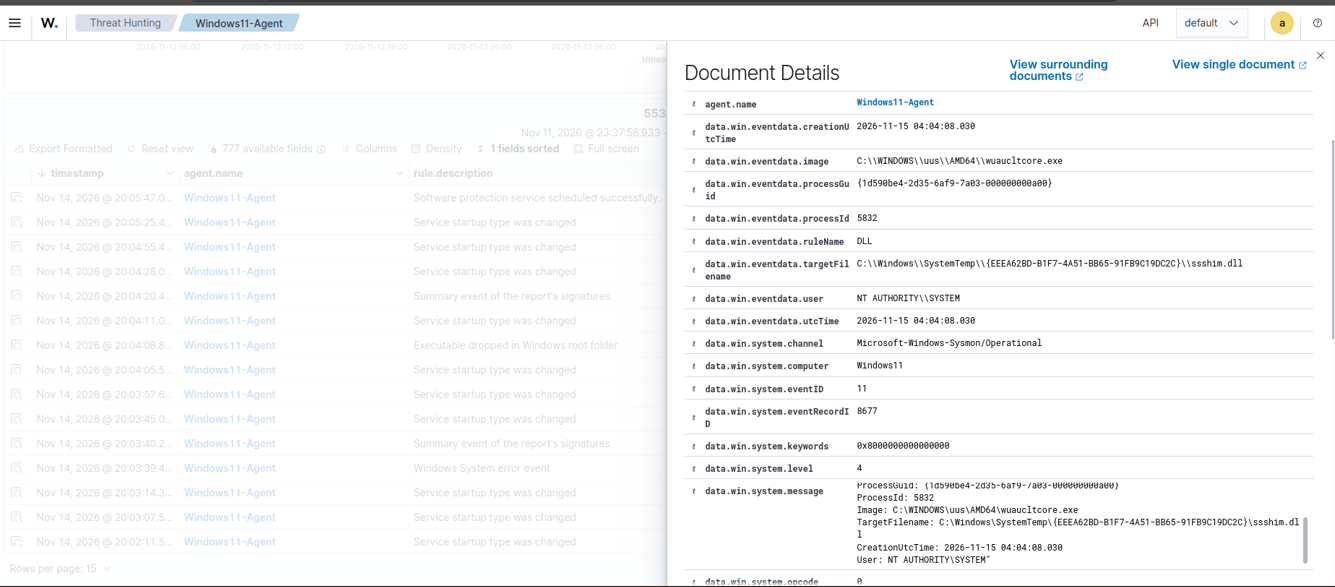 W. Threat Hunting Windows11-Agent API default a
2026-11-12 06:00 2026-11-12 12:00 2026-11-12 18:00 2026-11-13 00:00 2026-11-13 06:00
times
553
Nov 11, 2026 @ 23:37:56.933 -
Export Formatted Reset view 777 available fields Columns Density 1 fields sorted Full screen
timestamp agent.name rule.description
Nov 14, 2026 @ 20:05:47.0... Windows11-Agent Software protection service scheduled successfully.
Nov 14, 2026 @ 20:05:25.4... Windows11-Agent Service startup type was changed
Nov 14, 2026 @ 20:04:55.4... Windows11-Agent Service startup type was changed
Nov 14, 2026 @ 20:04:28.0... Windows11-Agent Service startup type was changed
Nov 14, 2026 @ 20:04:20.4... Windows11-Agent Summary event of the report's signatures.
Nov 14, 2026 @ 20:04:11.0... Windows11-Agent Service startup type was changed
Nov 14, 2026 @ 20:04:08.8... Windows11-Agent Executable dropped in Windows root folder
Nov 14, 2026 @ 20:04:05.5... Windows11-Agent Service startup type was changed
Nov 14, 2026 @ 20:03:57.6... Windows11-Agent Service startup type was changed
Nov 14, 2026 @ 20:03:45.0... Windows11-Agent Service startup type was changed
Nov 14, 2026 @ 20:03:40.2... Windows11-Agent Summary event of the report's signatures.
Nov 14, 2026 @ 20:03:39.4... Windows11-Agent Windows System error event
Nov 14, 2026 @ 20:03:14.3... Windows11-Agent Service startup type was changed
Nov 14, 2026 @ 20:03:07.5... Windows11-Agent Service startup type was changed
Nov 14, 2026 @ 20:02:11.5... Windows11-Agent Service startup type was changed
Rows per page: 15
Document Details
View surrounding
documents
View single document
t agent.name Windows11-Agent
t data.win.eventdata.creationU
tcTime
2026-11-15 04:04:08.030
t data.win.eventdata.image C:\\WINDOWS\\uus\\AMD64\\wuaucltcore.exe
t data.win.eventdata.processGu
id
{1d590be4-2d35-6af9-7a03-000000000a00}
t data.win.eventdata.processId 5832
t data.win.eventdata.ruleName DLL
t data.win.eventdata.targetFil
ename
C:\\Windows\\SystemTemp\\{EEEA62BD-B1F7-4A51-BB65-91FB9C19DC2C}\\ssshim.dll
t data.win.eventdata.user NT AUTHORITY\\SYSTEM
t data.win.eventdata.utcTime 2026-11-15 04:04:08.030
t data.win.system.channel Microsoft-Windows-Sysmon/Operational
t data.win.system.computer Windows11
t data.win.system.eventID 11
t data.win.system.eventRecordI
D
8677
t data.win.system.keywords 0x8000000000000000
t data.win.system.level 4
t data.win.system.message
ProcessGuid: {1d590be4-2d35-6af9-7a03-000000000a00}
ProcessId: 5832
Image: C:\WINDOWS\uus\AMD64\wuaucltcore.exe
TargetFilename: C:\Windows\SystemTemp\{EEEA62BD-B1F7-4A51-BB65-91FB9C19DC2C}\ssshim.dl
l
CreationUtcTime: 2026-11-15 04:04:08.030
User: NT AUTHORITY\SYSTEM"
t data.win.system.opcode 0